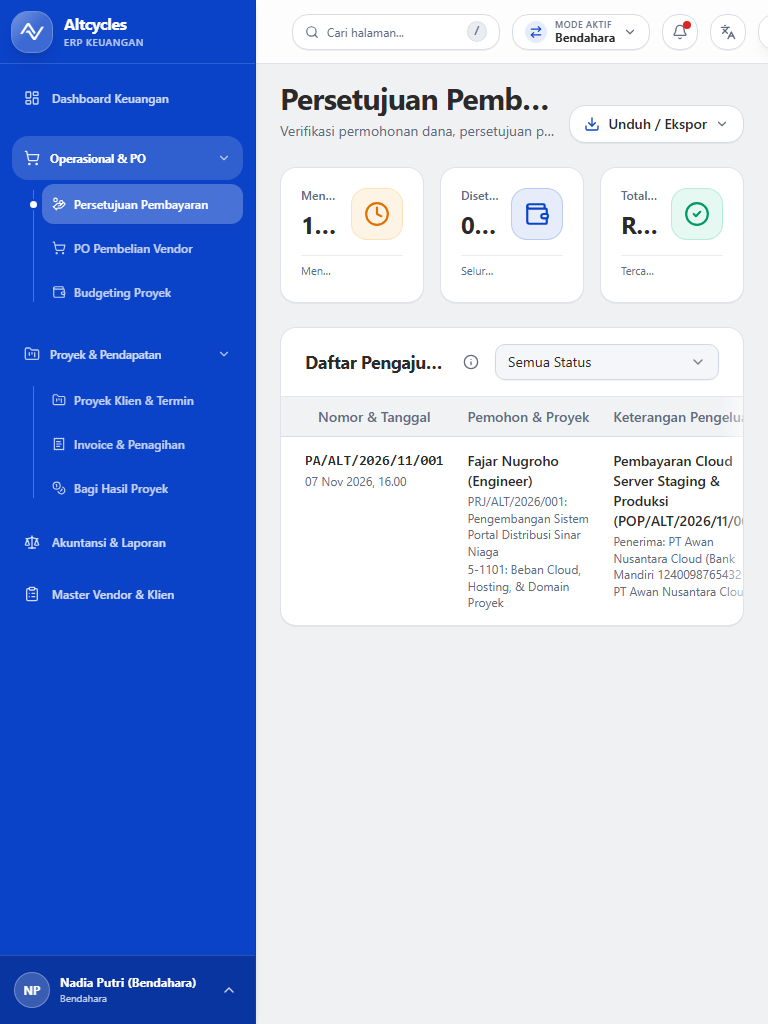 Altcycles
ERP KEUANGAN
Dashboard Keuangan
Operasional & PO
Persetujuan Pembayaran
PO Pembelian Vendor
Budgeting Proyek
Proyek & Pendapatan
Proyek Klien & Termin
Invoice & Penagihan
Bagi Hasil Proyek
Akuntansi & Laporan
Master Vendor & Klien
NP
Nadia Putri (Bendahara)
Bendahara
Cari halaman...
/
MODE AKTIF
Bendahara
Persetujuan Pemb...
Verifikasi permohonan dana, persetujuan p...
Unduh / Ekspor
Men...
1...
Men...
Diset...
0...
Selur...
Total...
R...
Terca...
Daftar Pengaju...
Semua Status
Nomor & Tanggal
Pemohon & Proyek
Keterangan Pengelua
PA/ALT/2026/11/001
07 Nov 2026, 16.00
Fajar Nugroho
(Engineer)
PRJ/ALT/2026/001:
Pengembangan Sistem
Portal Distribusi Sinar
Niaga
5-1101: Beban Cloud,
Hosting, & Domain
Proyek
Pembayaran Cloud
Server Staging &
Produksi
(POP/ALT/2026/11/00
Penerima: PT Awan
Nusantara Cloud (Bank
Mandiri 1240098765432
PT Awan Nusantara Clou